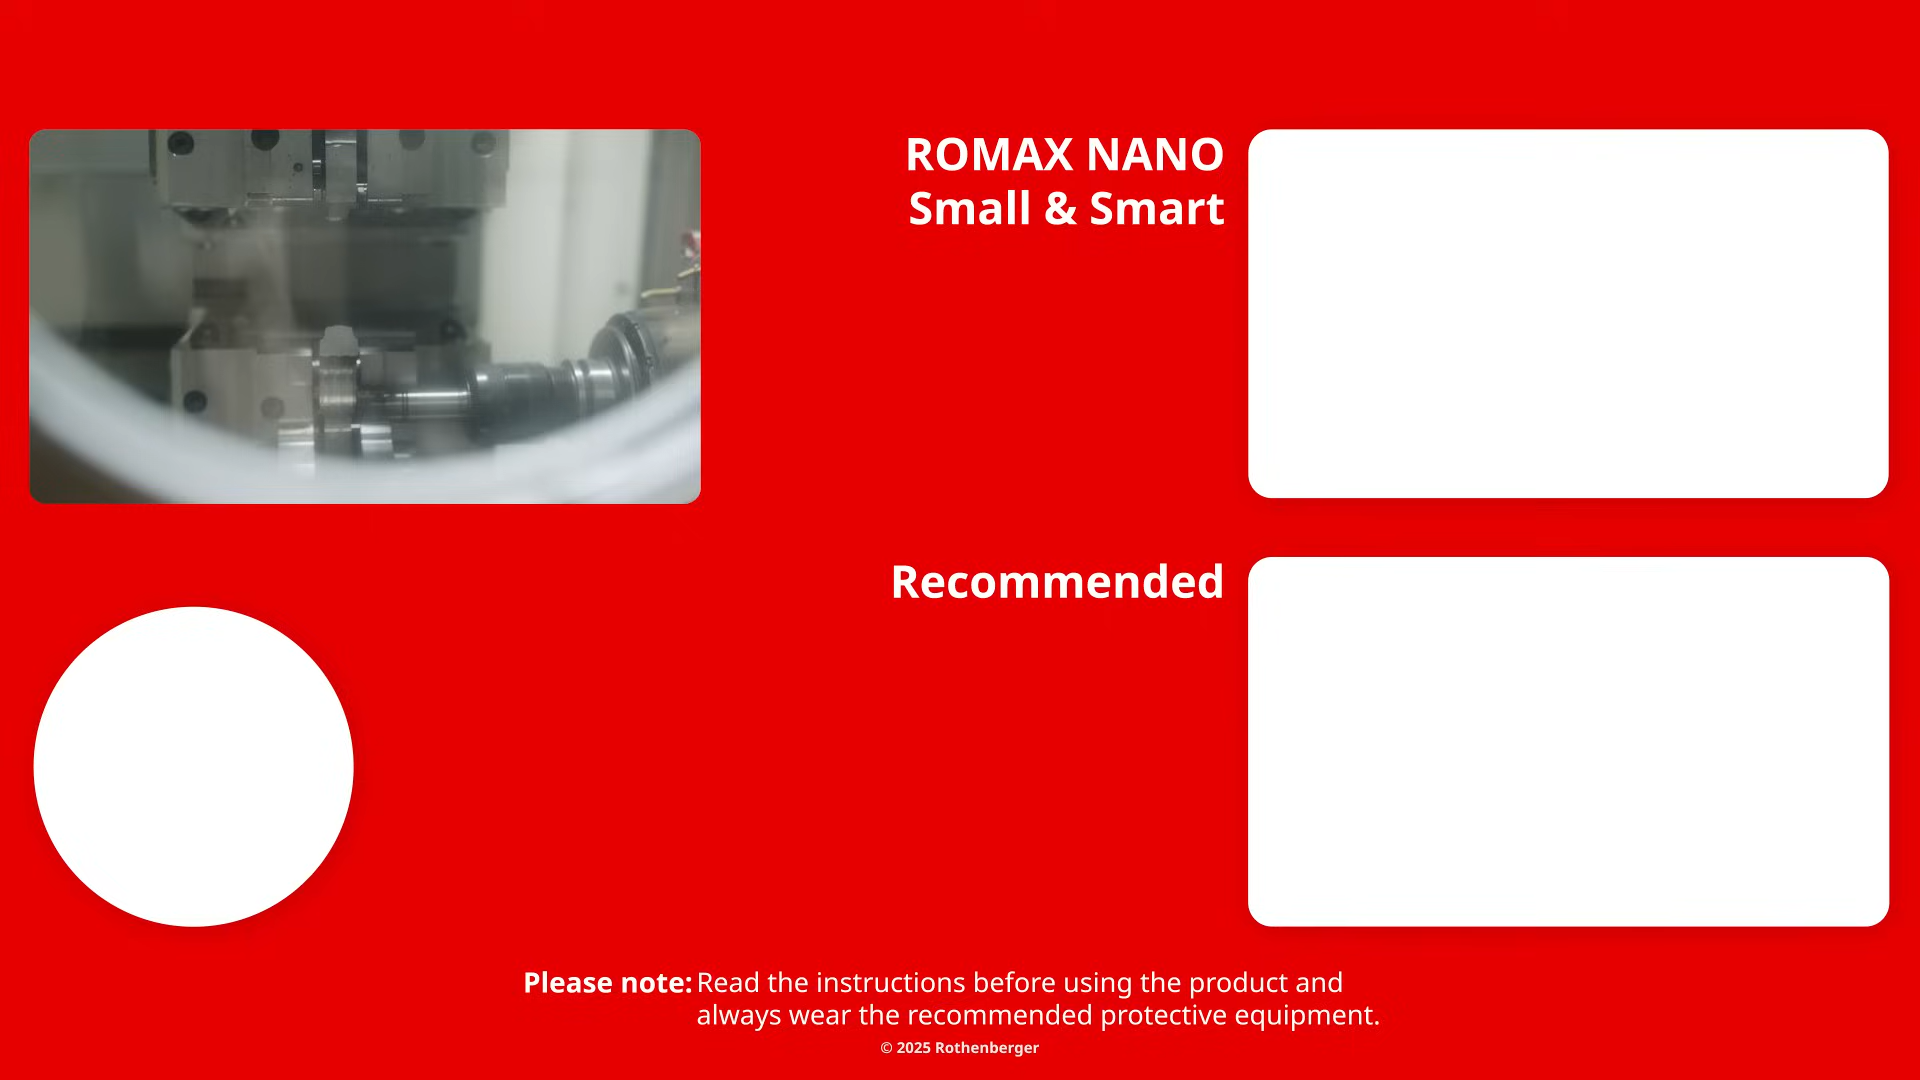 ROMAX NANO
Small & Smart
Recommended
Please note: Read the instructions before using the product and
always wear the recommended protective equipment.
© 2025 Rothenberger